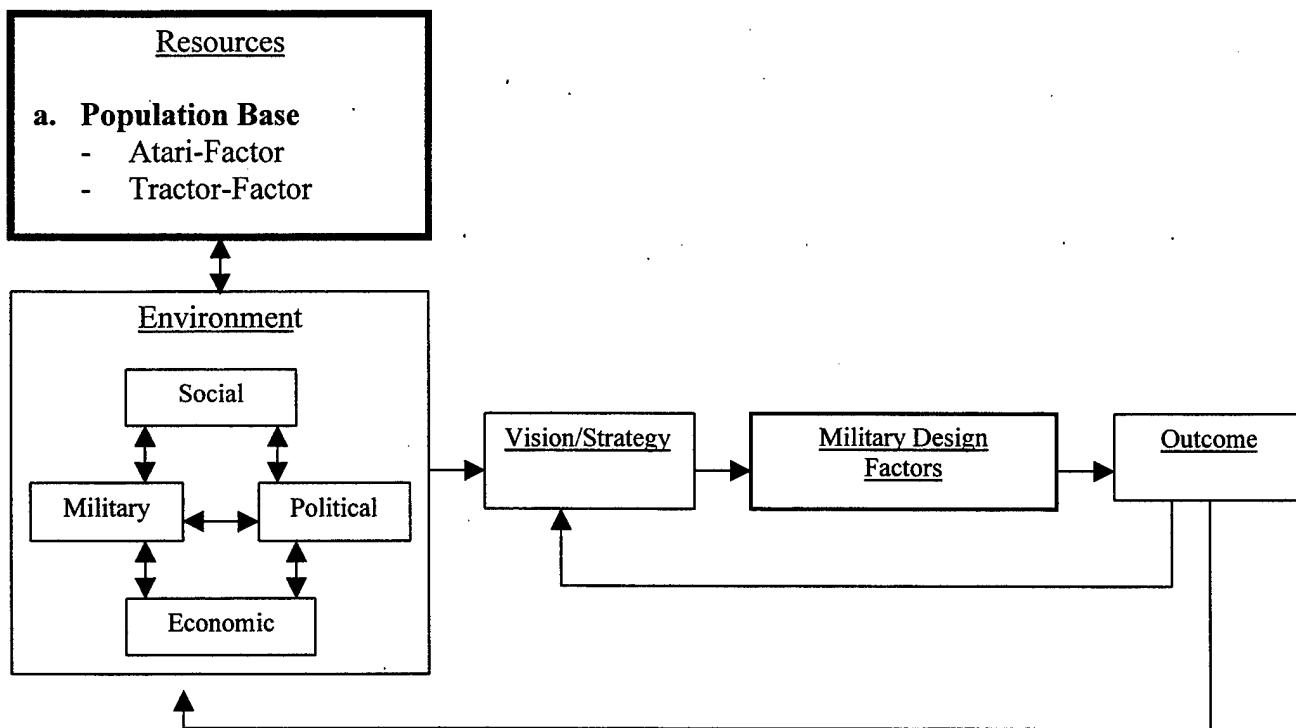 Resources
a. Population Base
- Atari-Factor
- Tractor-Factor
Environment
Social
Military
Political
Economic
Vision/Strategy
Military Design
Factors
Outcome